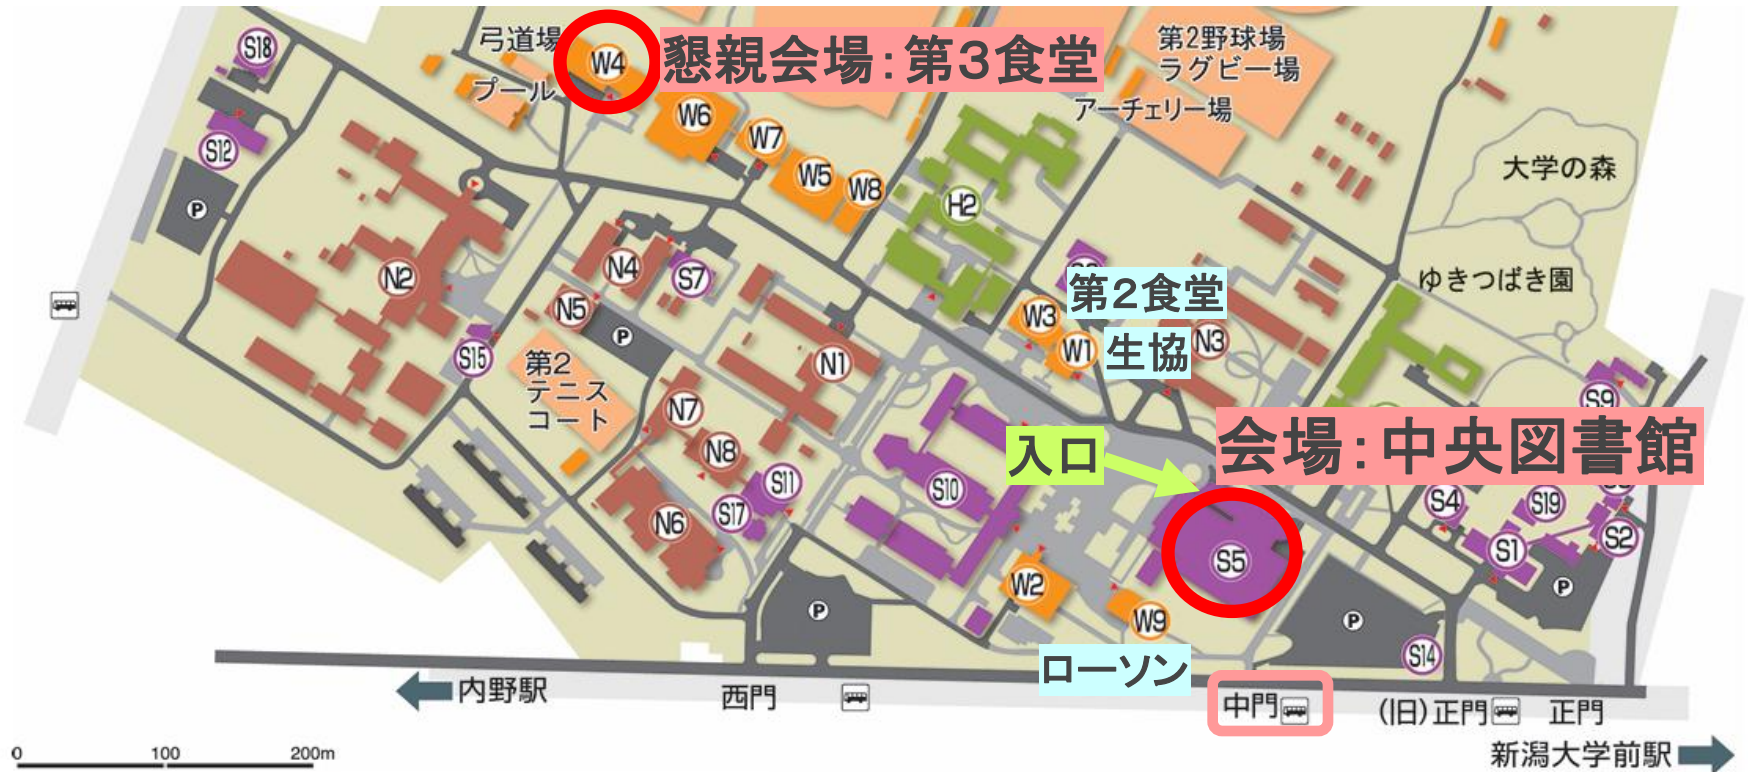 S18
弓道場
W4
懇親会場：第３食堂
第2野球場
ラグビー場
プール
アーチェリー場
W6
W7
S12
W5
W8
大学の森
P
H2
N2
N4
S7
第２食堂
ゆきつばき園
N5
W3
P
S15
第2
テニス
コート
N1
W1
生協
N3
N7
S9
N8
入口
会場：中央図書館
S11
S10
S17
N6
S4
S19
S5
S1
S2
W2
P
P
W9
P
ローソン
S14
内野駅
西門
中門
(旧)正門
正門
0
100
200m
新潟大学前駅